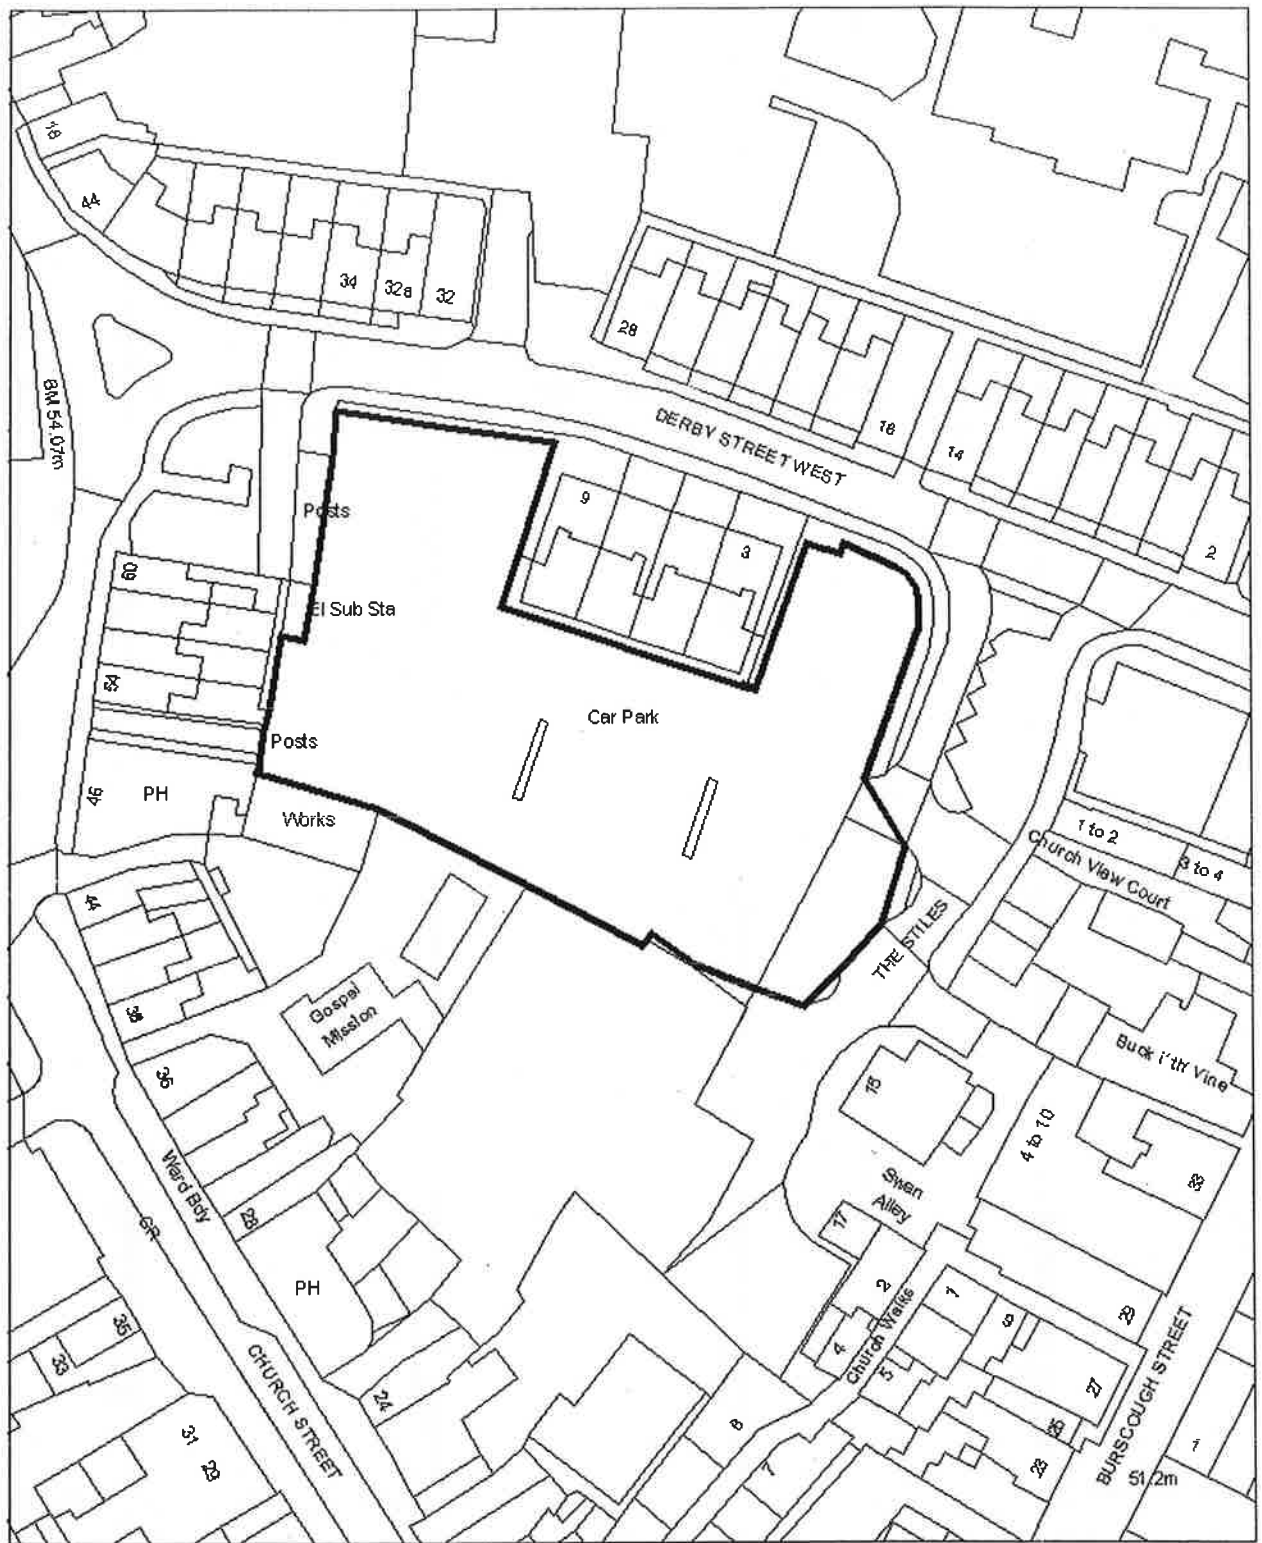 18
44
34
32a
32
28
18
14
2
BM 54.07m
DERBY STREET WEST
9
3
Posts
El Sub Sta
60
54
Posts
Car Park
46
PH
Works
1 to 2
3 to 4
Church View Court
44
THE STILES
38
Gospel
Mission
36
Buck i'th' Vine
15
4 to 10
33
Ward Bdy
Swan
Alley
17
28
GR
PH
2
1
9
29
35
33
4
Church Walks
5
CHURCH STREET
24
27
25
23
BURSCOUGH STREET
31
29
8
7
1
51.2m